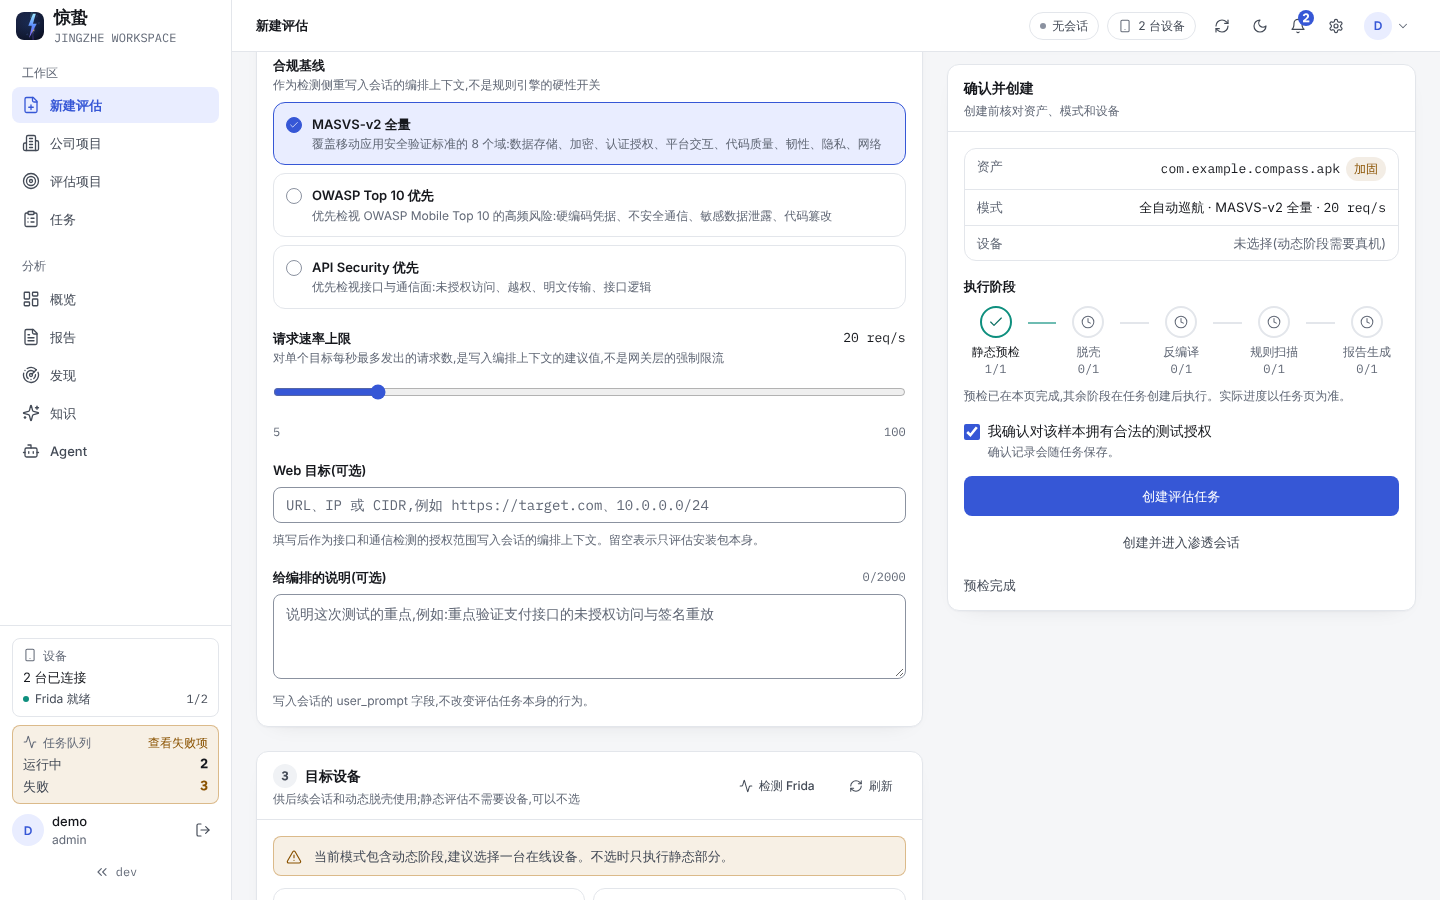 惊蛰
JINGZHE WORKSPACE
工作区
新建评估
公司项目
评估项目
任务
分析
概览
报告
发现
知识
Agent
设备
2 台已连接
Frida 就绪 1/2
任务队列 查看失败项
运行中 2
失败 3
D demo
admin
dev
新建评估
无会话
2 台设备
2
D
合规基线
作为检测侧重写入会话的编排上下文,不是规则引擎的硬性开关
MASVS-v2 全量
覆盖移动应用安全验证标准的 8 个域:数据存储、加密、认证授权、平台交互、代码质量、韧性、隐私、网络
OWASP Top 10 优先
优先检视 OWASP Mobile Top 10 的高频风险:硬编码凭据、不安全通信、敏感数据泄露、代码篡改
API Security 优先
优先检视接口与通信面:未授权访问、越权、明文传输、接口逻辑
请求速率上限 20 req/s
对单个目标每秒最多发出的请求数,是写入编排上下文的建议值,不是网关层的强制限流
5 100
Web 目标(可选)
URL、IP 或 CIDR,例如 https://target.com、10.0.0.0/24
填写后作为接口和通信检测的授权范围写入会话的编排上下文。留空表示只评估安装包本身。
给编排的说明(可选) 0/2000
说明这次测试的重点,例如:重点验证支付接口的未授权访问与签名重放
写入会话的 user_prompt 字段,不改变评估任务本身的行为。
3 目标设备
供后续会话和动态脱壳使用;静态评估不需要设备,可以不选
检测 Frida
刷新
当前模式包含动态阶段,建议选择一台在线设备。不选时只执行静态部分。
确认并创建
创建前核对资产、模式和设备
资产 com.example.compass.apk 加固
模式 全自动巡航 · MASVS-v2 全量 · 20 req/s
设备 未选择(动态阶段需要真机)
执行阶段
静态预检 脱壳 反编译 规则扫描 报告生成
1/1 0/1 0/1 0/1 0/1
预检已在本页完成,其余阶段在任务创建后执行。实际进度以任务页为准。
我确认对该样本拥有合法的测试授权
确认记录会随任务保存。
创建评估任务
创建并进入渗透会话
预检完成